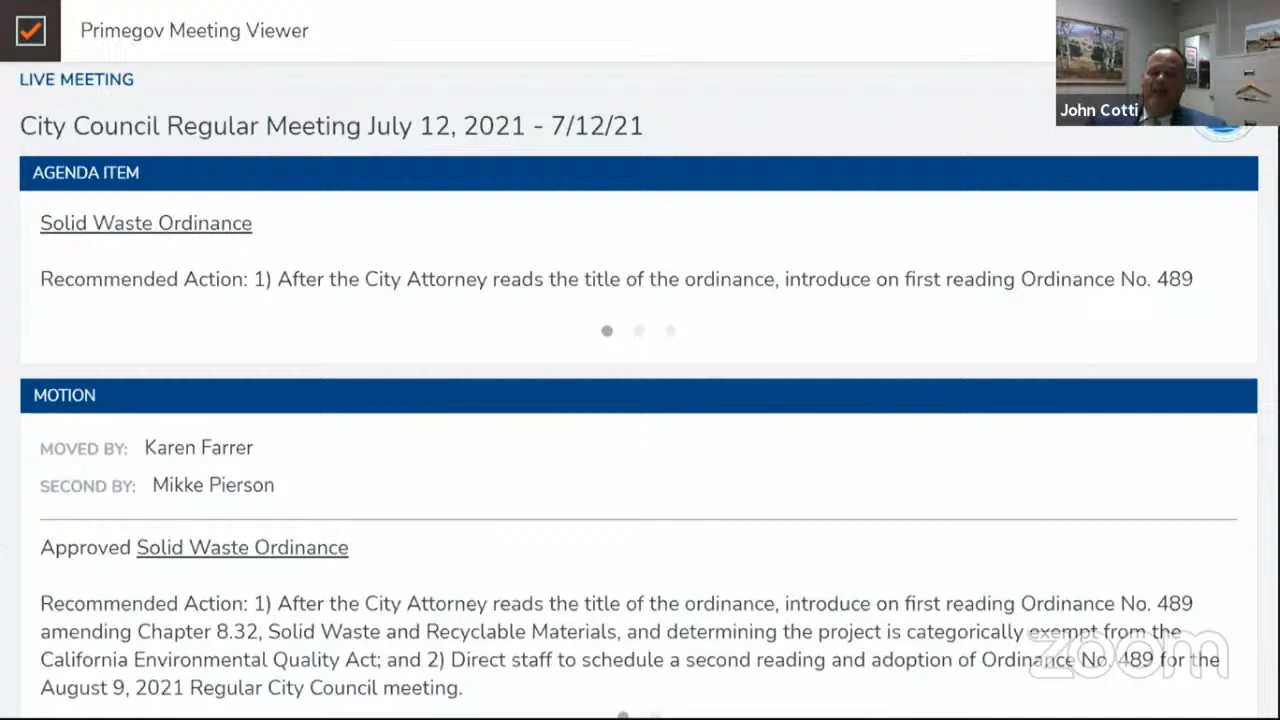 Primegov Meeting Viewer
John Cotti
LIVE MEETING
City Council Regular Meeting July 12, 2021 - 7/12/21
AGENDA ITEM
Solid Waste Ordinance
Recommended Action: 1) After the City Attorney reads the title of the ordinance, introduce on first reading Ordinance No. 489
MOTION
MOVED BY: Karen Farrer
SECOND BY: Mikke Pierson
Approved Solid Waste Ordinance
Recommended Action: 1) After the City Attorney reads the title of the ordinance, introduce on first reading Ordinance No. 489
amending Chapter 8.32, Solid Waste and Recyclable Materials, and determining the project is categorically exempt from the
California Environmental Quality Act; and 2) Direct staff to schedule a second reading and adoption of Ordinance No. 489 for the
August 9, 2021 Regular City Council meeting.
zoom